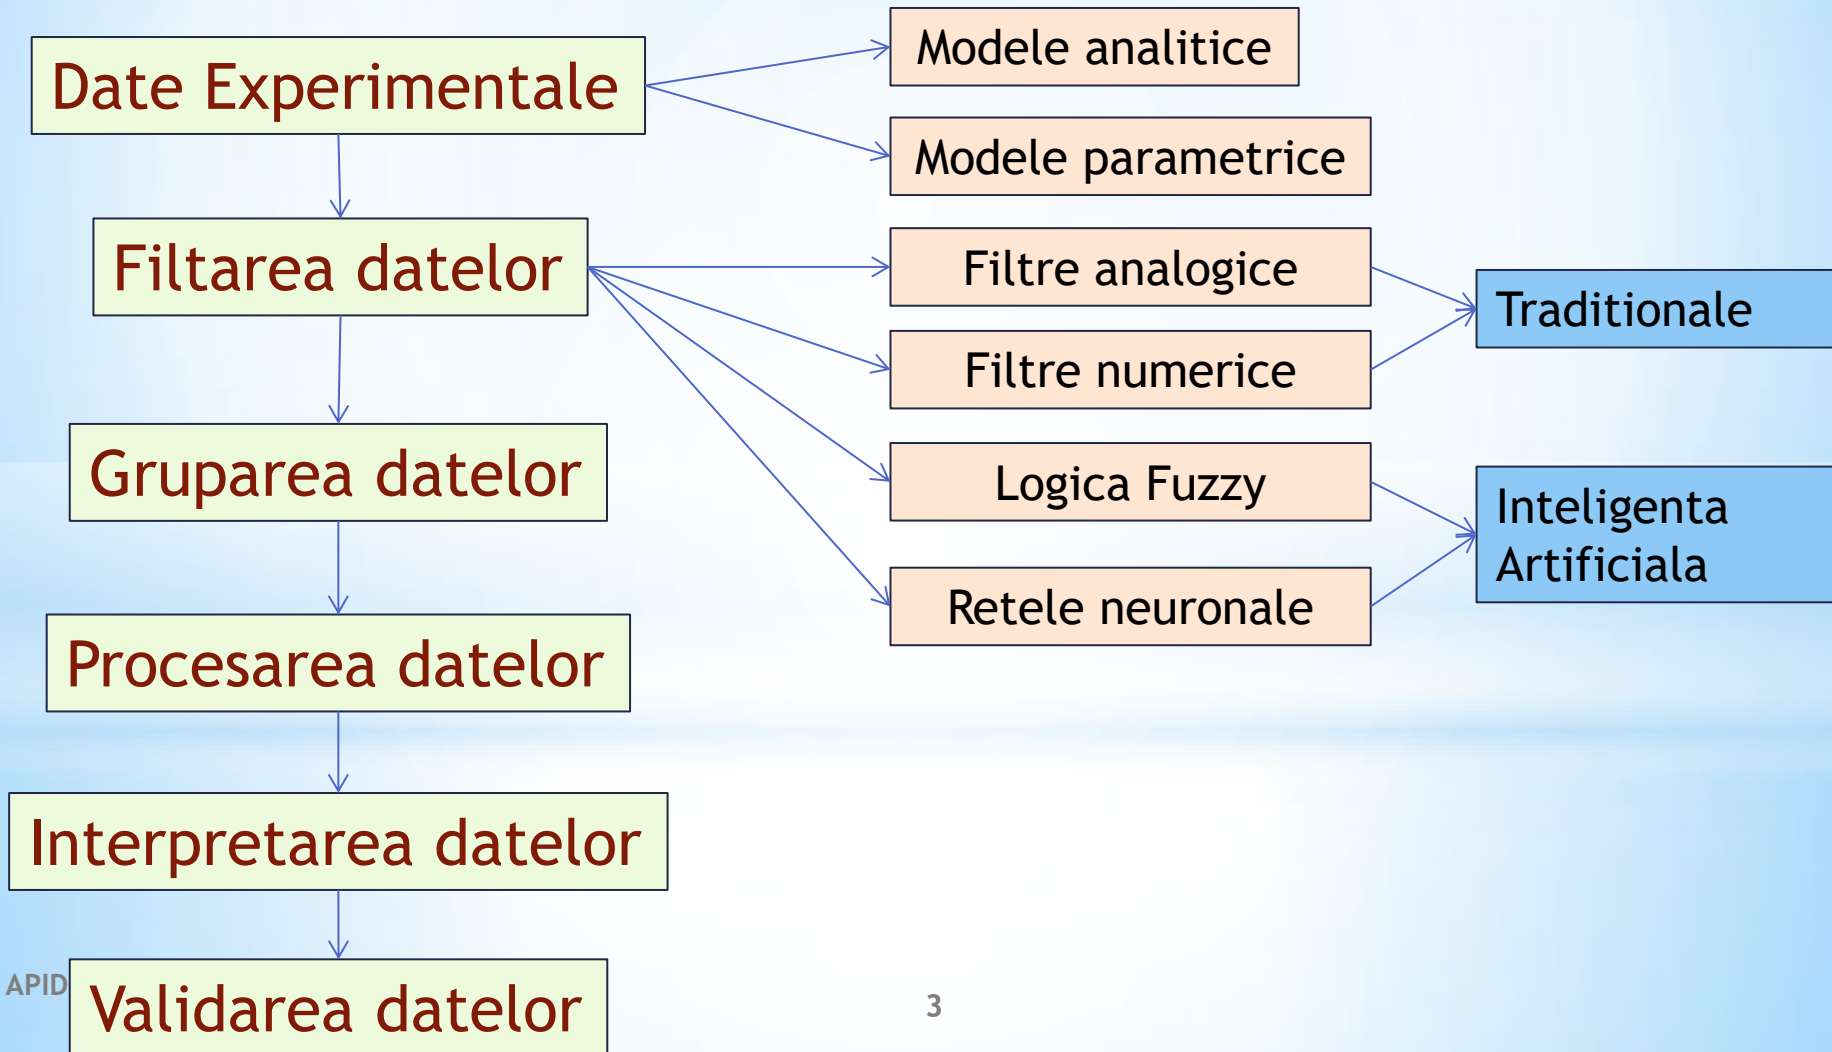 Date Experimentale
Filtarea datelor
Gruparea datelor
Procesarea datelor
Interpretarea datelor
Validarea datelor
Modele analitice
Modele parametrice
Filtre analogice
Filtre numerice
Logica Fuzzy
Retele neuronale
Traditionale
Inteligenta
Artificiala
APID
3